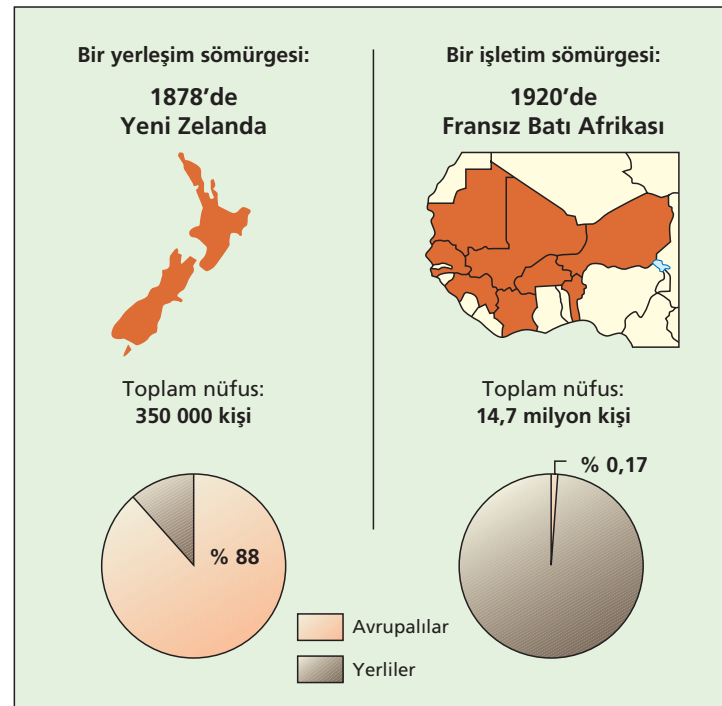 Bir yerleşim sömürgesi:
1878'de
Yeni Zelanda
Toplam nüfus:
350 000 kişi
% 88
Bir işletim sömürgesi:
1920'de
Fransız Batı Afrikası
Toplam nüfus:
14,7 milyon kişi
% 0,17
Avrupalılar
Yerliler